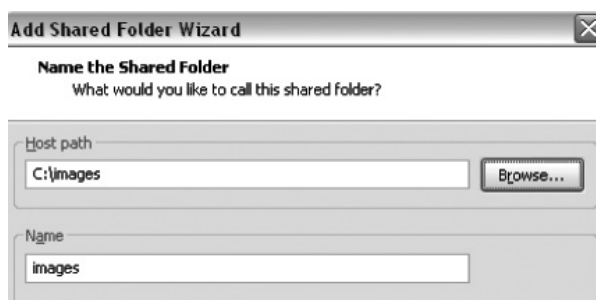 Add Shared Folder Wizard
Name the Shared Folder
What would you like to call this shared folder?
Host path
C:\images
Browse...
Name
images